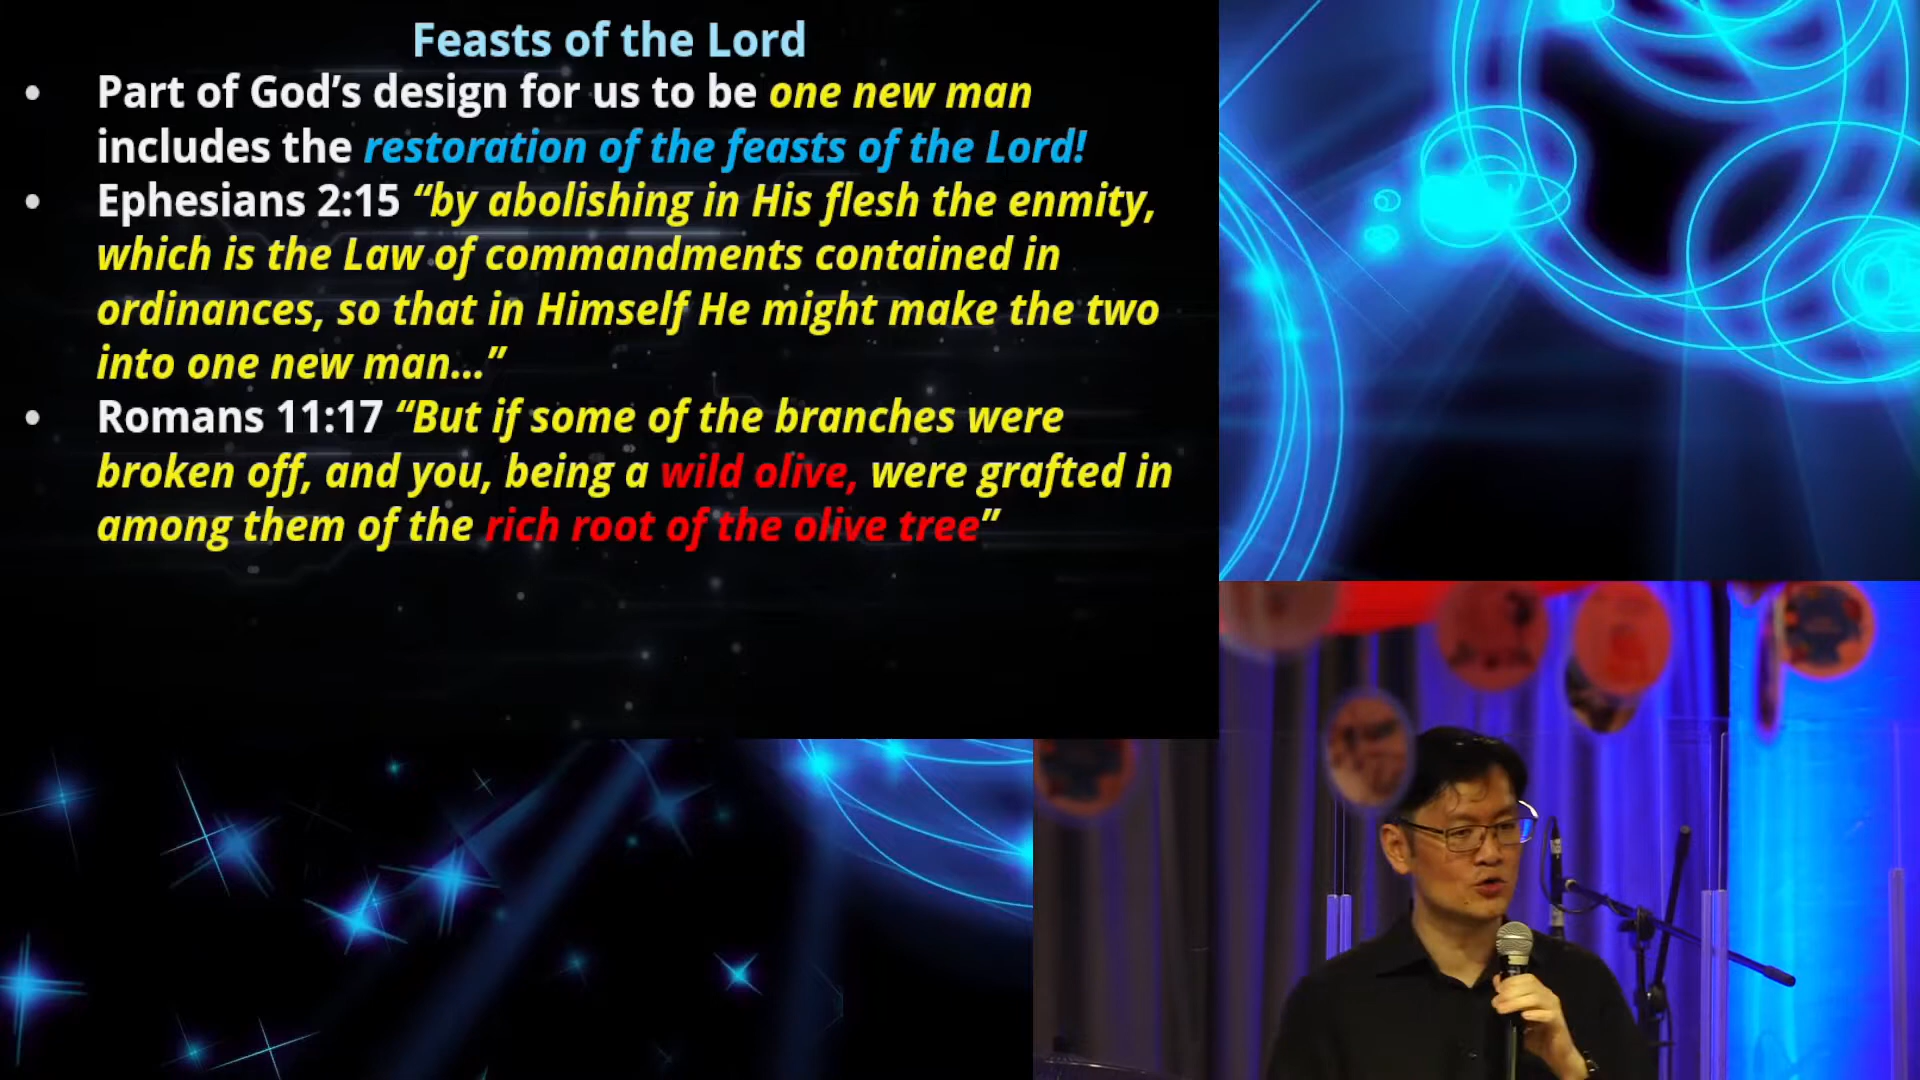 Feasts of the Lord
• Part of God’s design for us to be one new man
includes the restoration of the feasts of the Lord!
• Ephesians 2:15 “by abolishing in His flesh the enmity,
which is the Law of commandments contained in
ordinances, so that in Himself He might make the two
into one new man...”
• Romans 11:17 “But if some of the branches were
broken off, and you, being a wild olive, were grafted in
among them of the rich root of the olive tree”